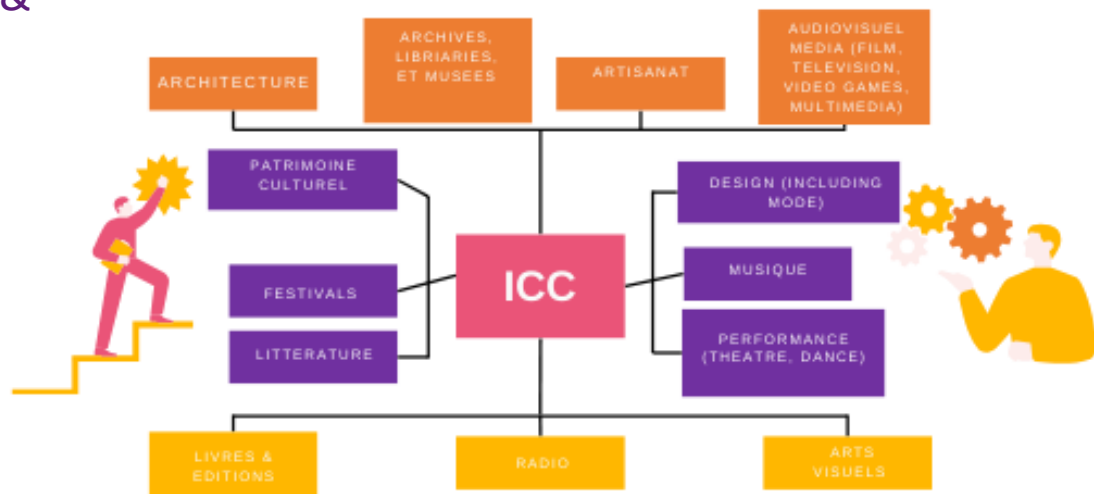 &
ARCHITECTURE
ARCHIVES,
LIBRIARIES,
ET MUSEES
ARTISANAT
AUDIOVISUEL
MEDIA (FILM,
TELEVISION,
VIDEO GAMES,
MULTIMEDIA)
PATRIMOINE
CULTUREL
DESIGN (INCLUDING
MODE)
FESTIVALS
ICC
MUSIQUE
LITTERATURE
PERFORMANCE
(THEATRE, DANCE)
LIVRES &
EDITIONS
RADIO
ARTS
VISUELS